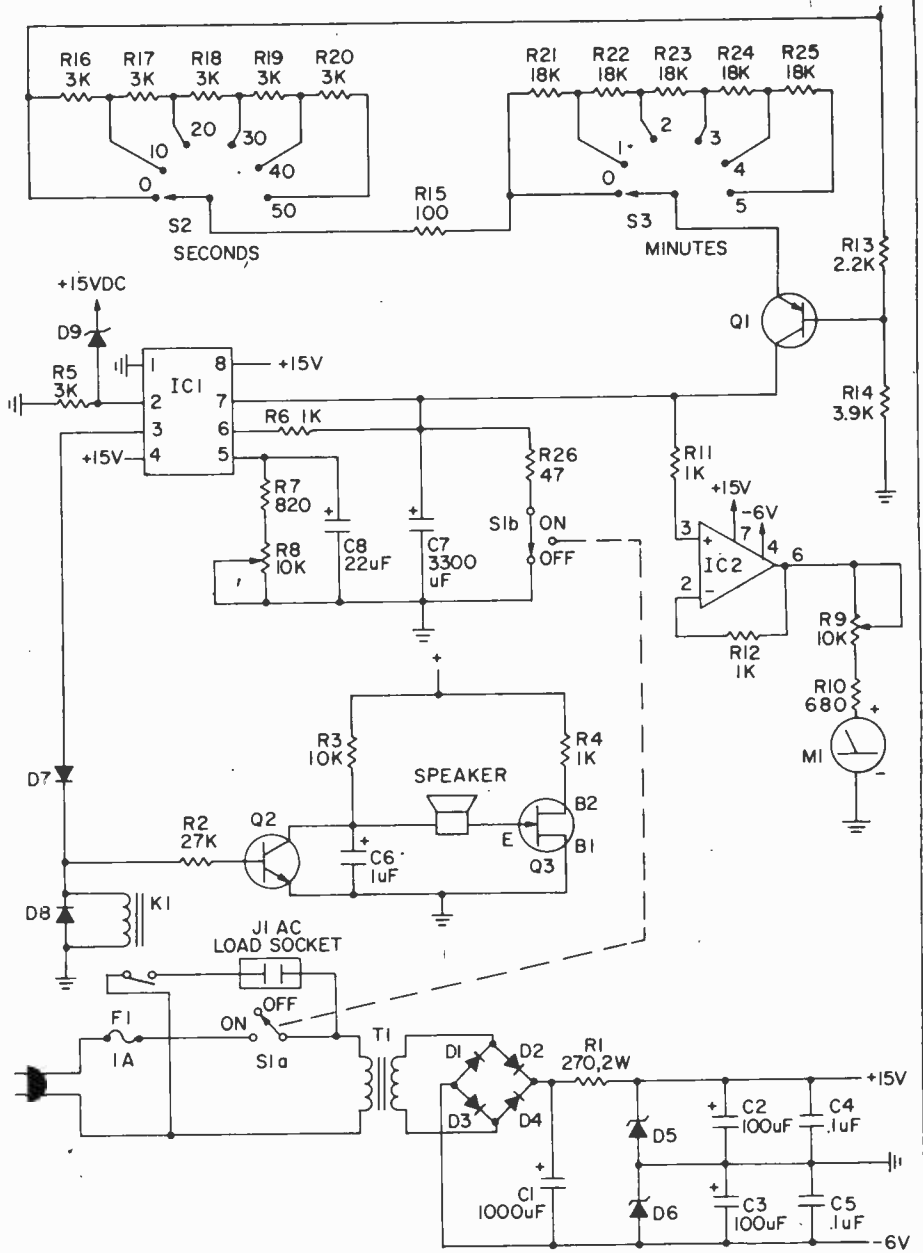 R16 R17 R18 R19 R20
3K 3K 3K 3K 3K
R21 R22 R23 R24 R25
18K 18K 18K 18K 18K
0 10 20 30 40 50
S2
SECONDS
R15
100
0 1 2 3 4 5
S3
MINUTES
R13
2.2K
Q1
R14
3.9K
+15VDC
D9
R5
3K
IC1
1 8
2 7
3 6
4 5
+15V
+15V
R6 1K
R7
820
R8
10K
+
C8
22uF
+
C7
3300
uF
R26
47
S1b
ON
OFF
R11
1K
+15V
-6V
3 + 7 4 6
IC2
2 -
R12
1K
R9
10K
R10
680
+
M1
-
+
R3
10K
R4
1K
SPEAKER
D7
R2
27K
Q2
+
C6
1uF
E
B2
B1
Q3
D8
K1
J1 AC
LOAD SOCKET
F1
1A
ON
OFF
S1a
T1
D1 D2
D3 D4
R1
270,2W
+15V
+
C1
1000uF
D5
D6
+
C2
100uF
C4
.1uF
+
C3
100uF
C5
.1uF
-6V